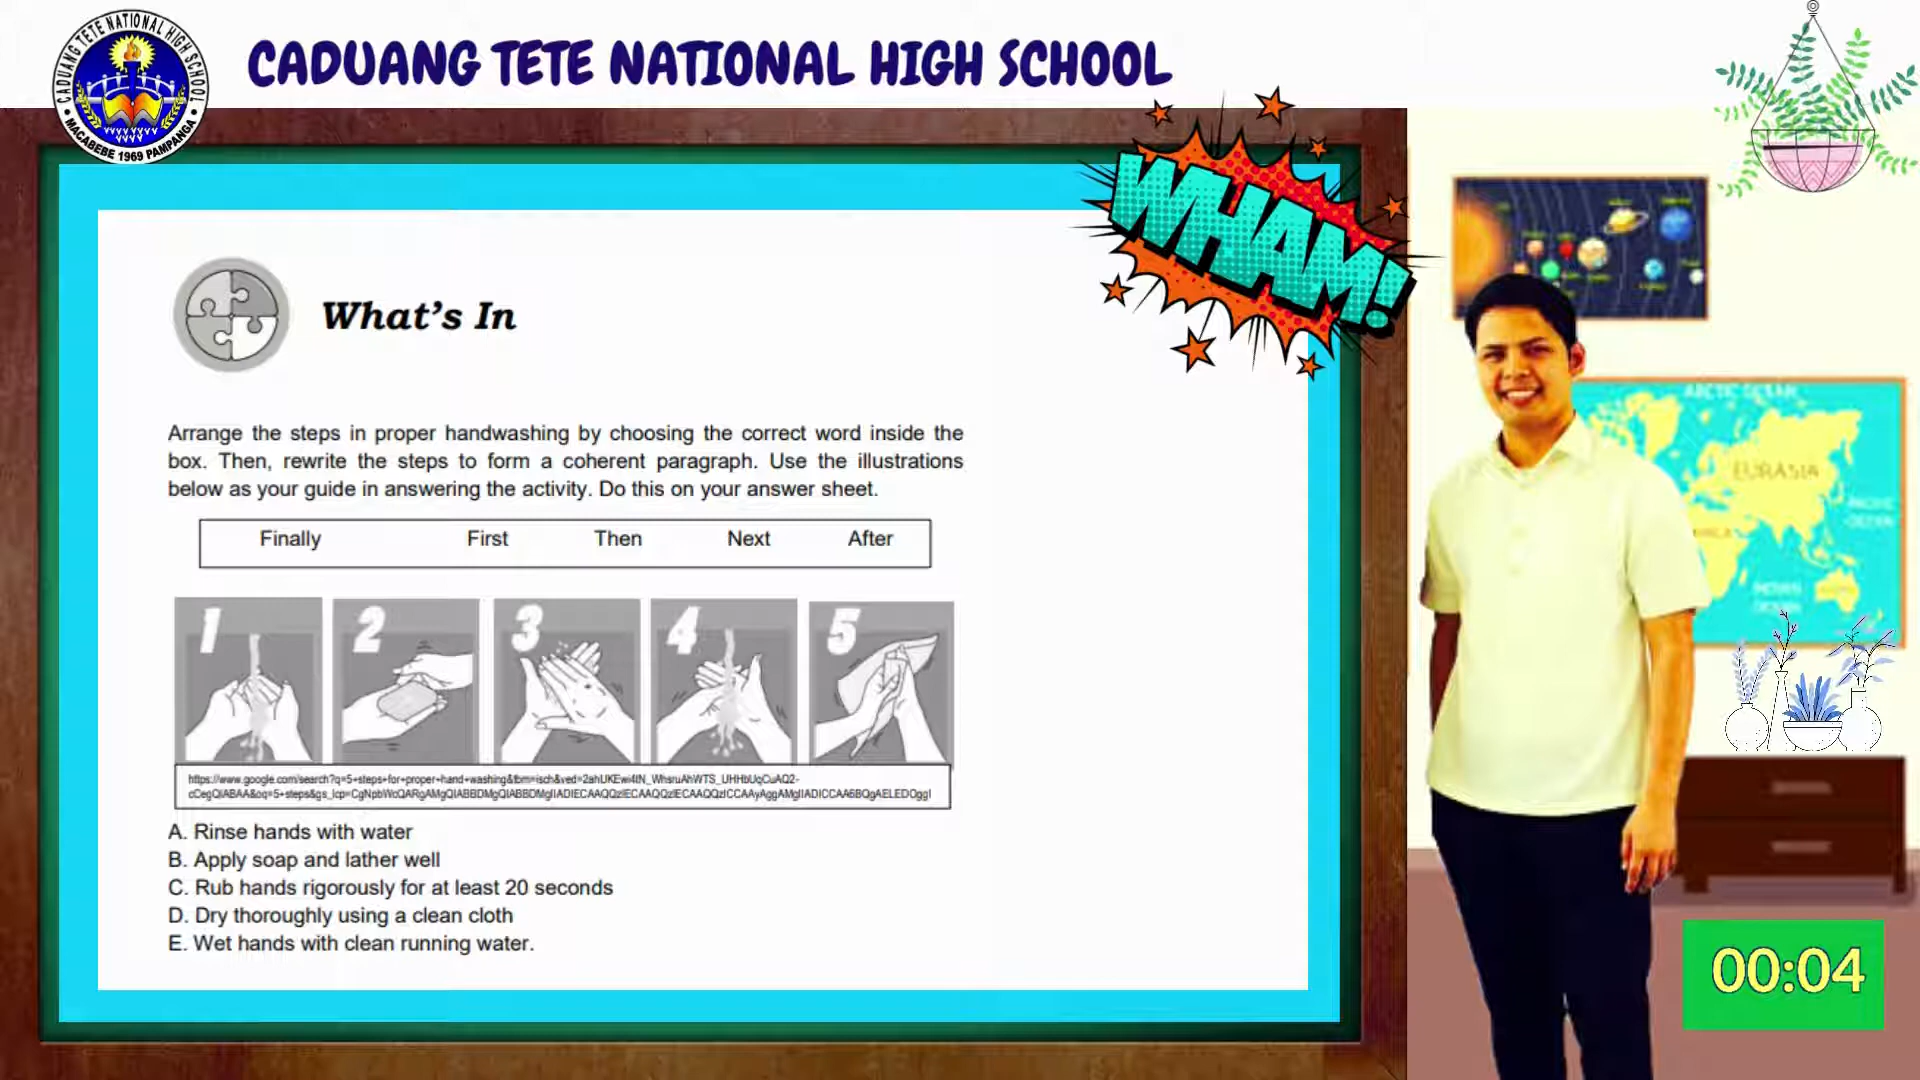 CADUANG TETE NATIONAL HIGH SCHOOL
CADUANG TETE NATIONAL HIGH SCHOOL
MACABEBE 1969 PAMPANGA
WHAM!
What's In
Arrange the steps in proper handwashing by choosing the correct word inside the
box. Then, rewrite the steps to form a coherent paragraph. Use the illustrations
below as your guide in answering the activity. Do this on your answer sheet.
Finally First Then Next After
1 2 3 4 5
A. Rinse hands with water
B. Apply soap and lather well
C. Rub hands rigorously for at least 20 seconds
D. Dry thoroughly using a clean cloth
E. Wet hands with clean running water.
ARCTIC OCEAN
EURASIA
PACIFIC
OCEAN
OCEAN
00:04